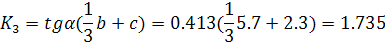 K₃ = tgα(1/3 b + c) = 0.413(1/3 5.7 + 2.3) = 1.735